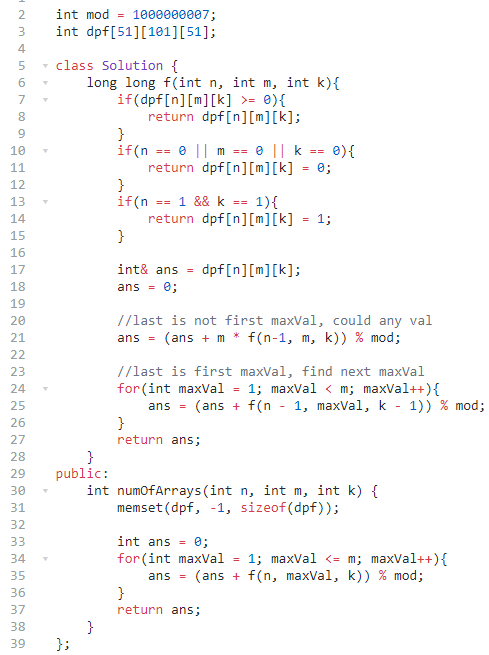 2 int mod = 1000000007;
3 int dpf[51][101][51];
4
5 class Solution {
6     long long f(int n, int m, int k){
7         if(dpf[n][m][k] >= 0){
8             return dpf[n][m][k];
9         }
10         if(n == 0 || m == 0 || k == 0){
11             return dpf[n][m][k] = 0;
12         }
13         if(n == 1 && k == 1){
14             return dpf[n][m][k] = 1;
15         }
16
17         int& ans = dpf[n][m][k];
18         ans = 0;
19
20         //last is not first maxVal, could any val
21         ans = (ans + m * f(n-1, m, k)) % mod;
22
23         //last is first maxVal, find next maxVal
24         for(int maxVal = 1; maxVal < m; maxVal++){
25             ans = (ans + f(n - 1, maxVal, k - 1)) % mod;
26         }
27         return ans;
28     }
29 public:
30     int numOfArrays(int n, int m, int k) {
31         memset(dpf, -1, sizeof(dpf));
32
33         int ans = 0;
34         for(int maxVal = 1; maxVal <= m; maxVal++){
35             ans = (ans + f(n, maxVal, k)) % mod;
36         }
37         return ans;
38     }
39 };